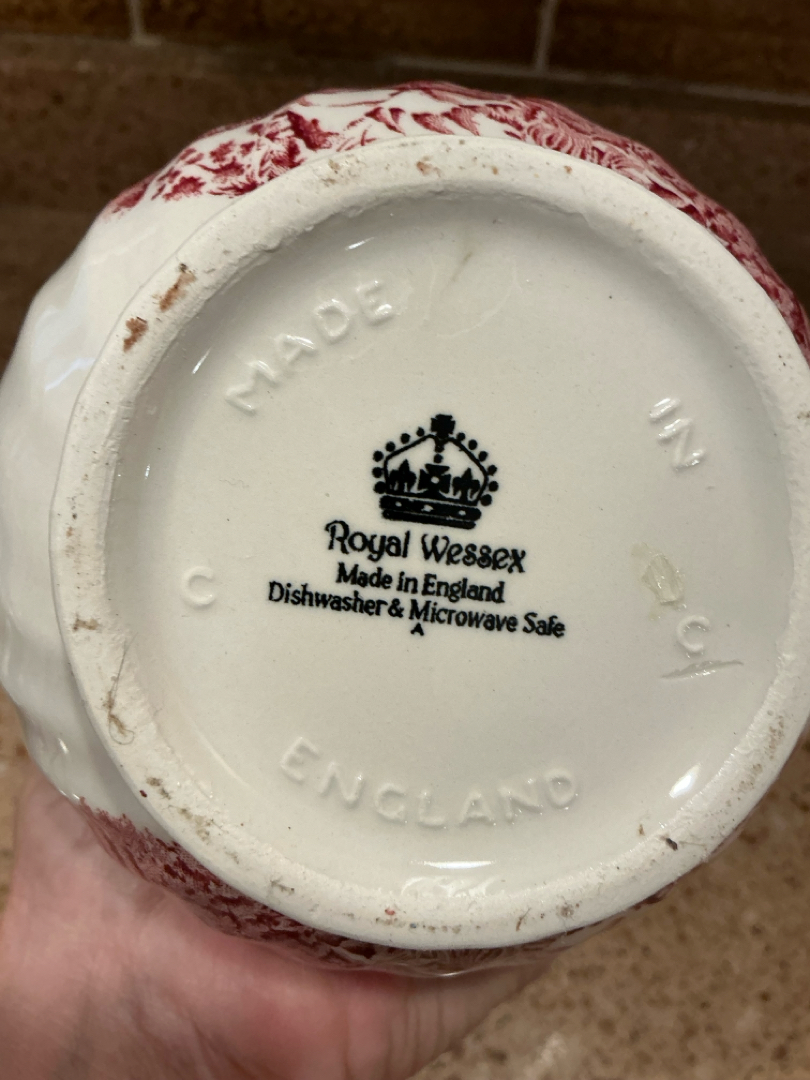 MADE
IN
Royal Wessex
Made in England
Dishwasher & Microwave Safe
A
C
C
ENGLAND